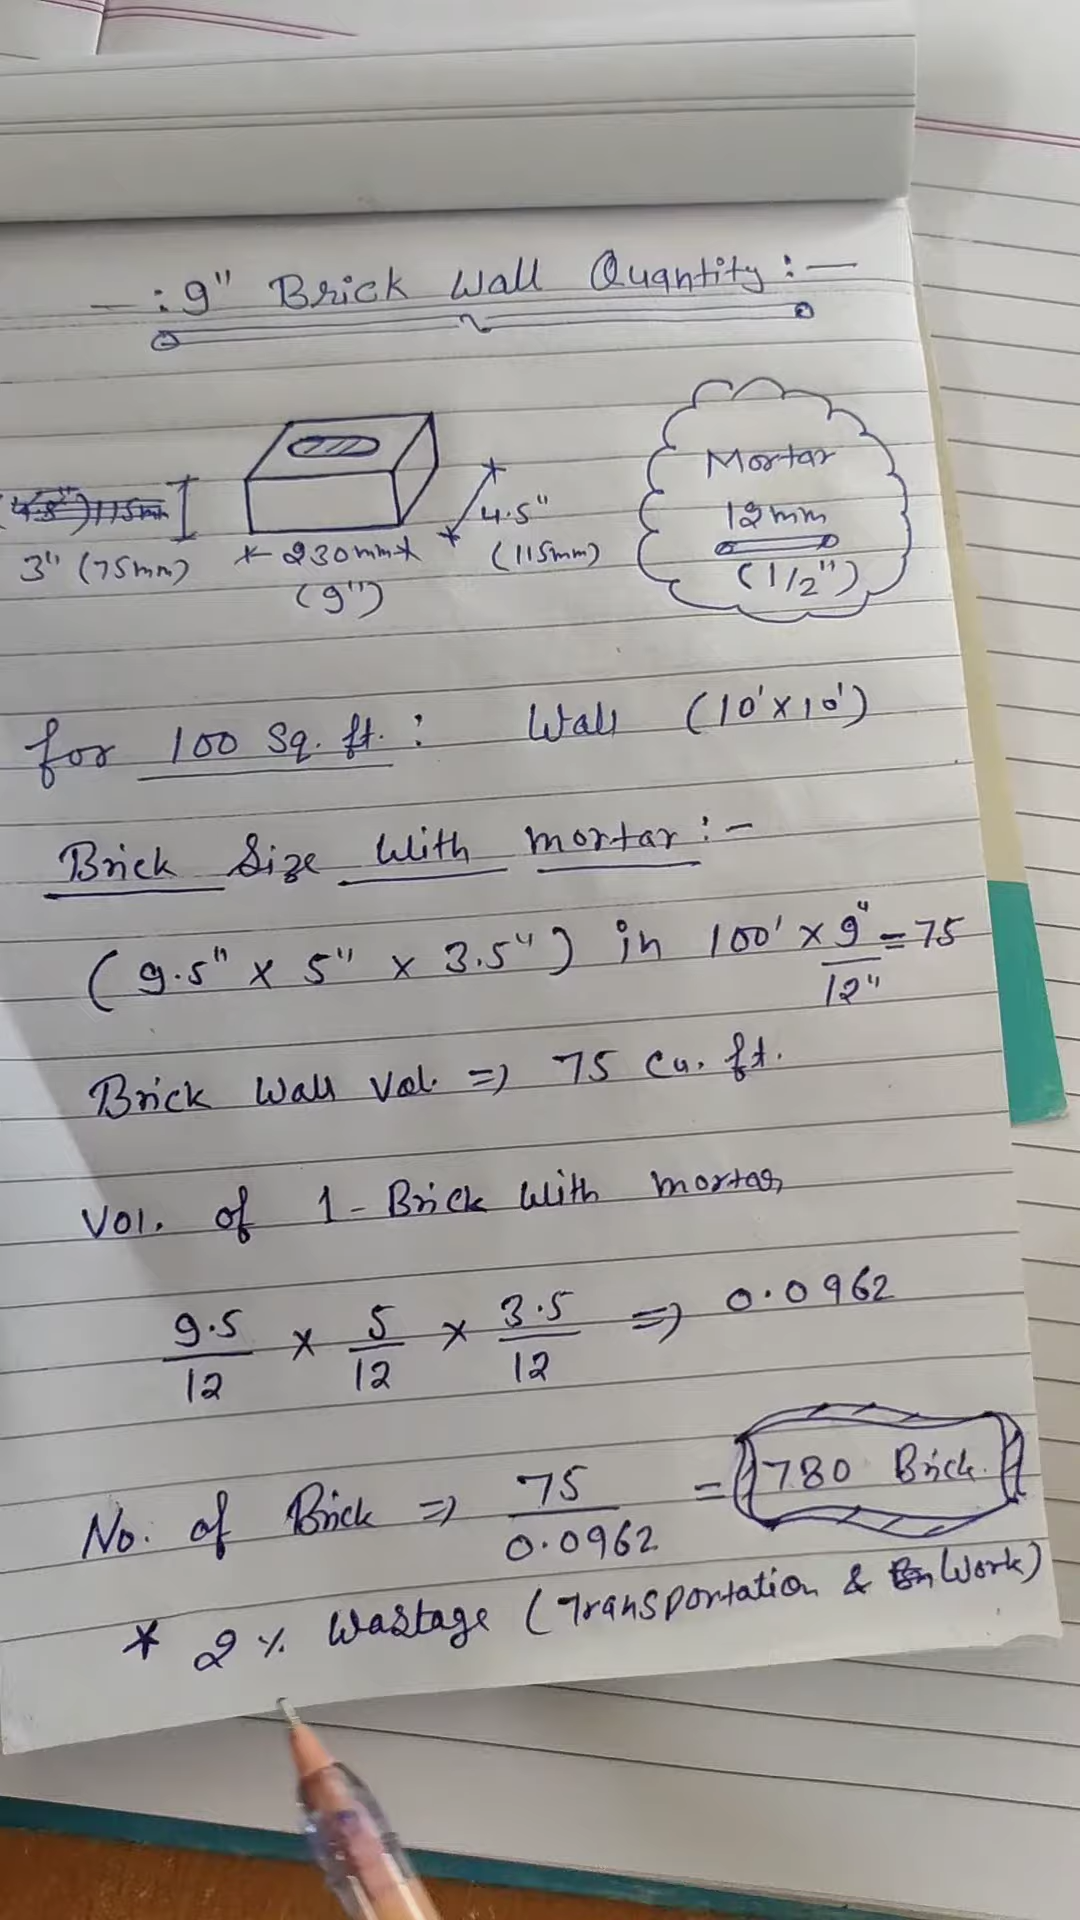 —: 9" Brick Wall Quantity :—
Mortar
12mm
(1/2")
4.5"
(115mm)
3" (75mm)
230mm
(9")
for 100 Sq. ft. : Wall (10'x10')
Brick Size With mortar :-
(9.5" x 5" x 3.5") in 100' x 9"/12" = 75
Brick Wall Vol. => 75 Cu. ft.
Vol. of 1 - Brick With mortar
9.5/12 x 5/12 x 3.5/12 => 0.0962
No. of Brick => 75/0.0962 = 780 Brick.
* 2 % Wastage (Transportation & Work)